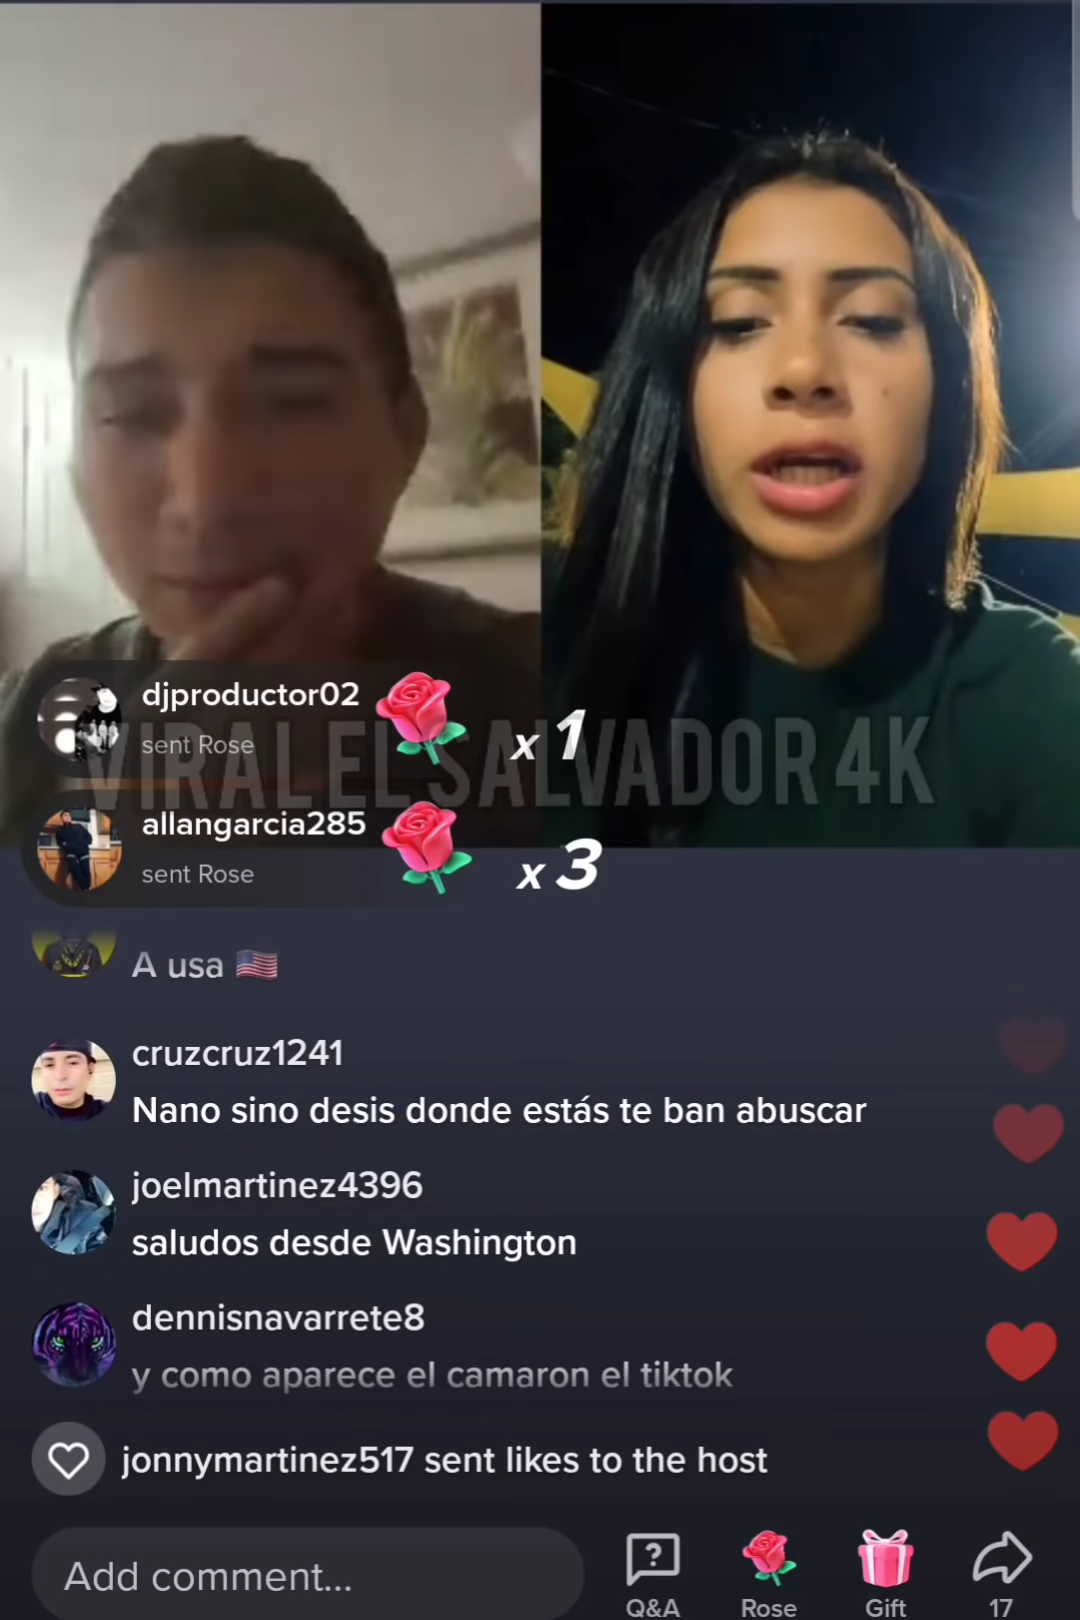 djproductor02
sent Rose
x 1
VIRAL EL SALVADOR 4K
allangarcia285
sent Rose
x 3
A usa
cruzcruz1241
Nano sino desis donde estás te ban abuscar
joelmartinez4396
saludos desde Washington
dennisnavarrete8
y como aparece el camaron el tiktok
jonnymartinez517 sent likes to the host
Add comment...
Q&A
Rose
Gift
17